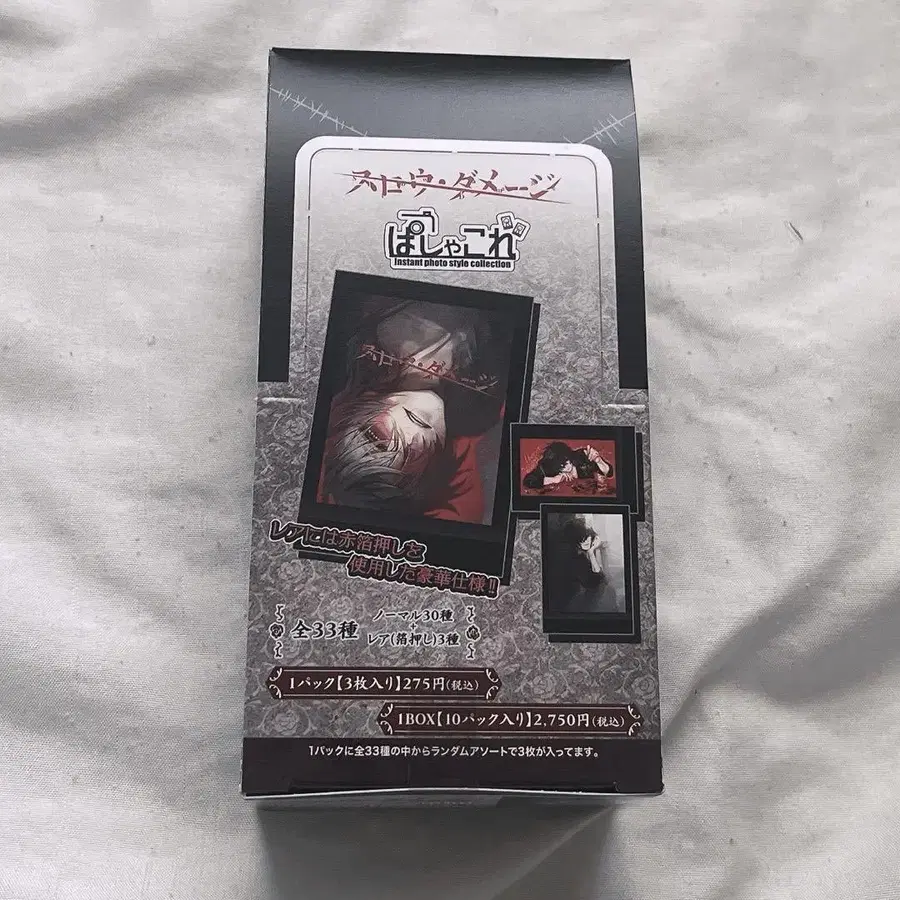 スロウ・ダメージ
ぱしゃこれ
instant photo style collection
スロウ・ダメージ
レアには赤箔押しを
使用した豪華仕様!!
全33種
ノーマル30種
+
レア(箔押し)3種
1パック【3枚入り】275円(税込)
1BOX【10パック入り】2,750円(税込)
1パックに全33種の中からランダムアソートで3枚が入ってます。